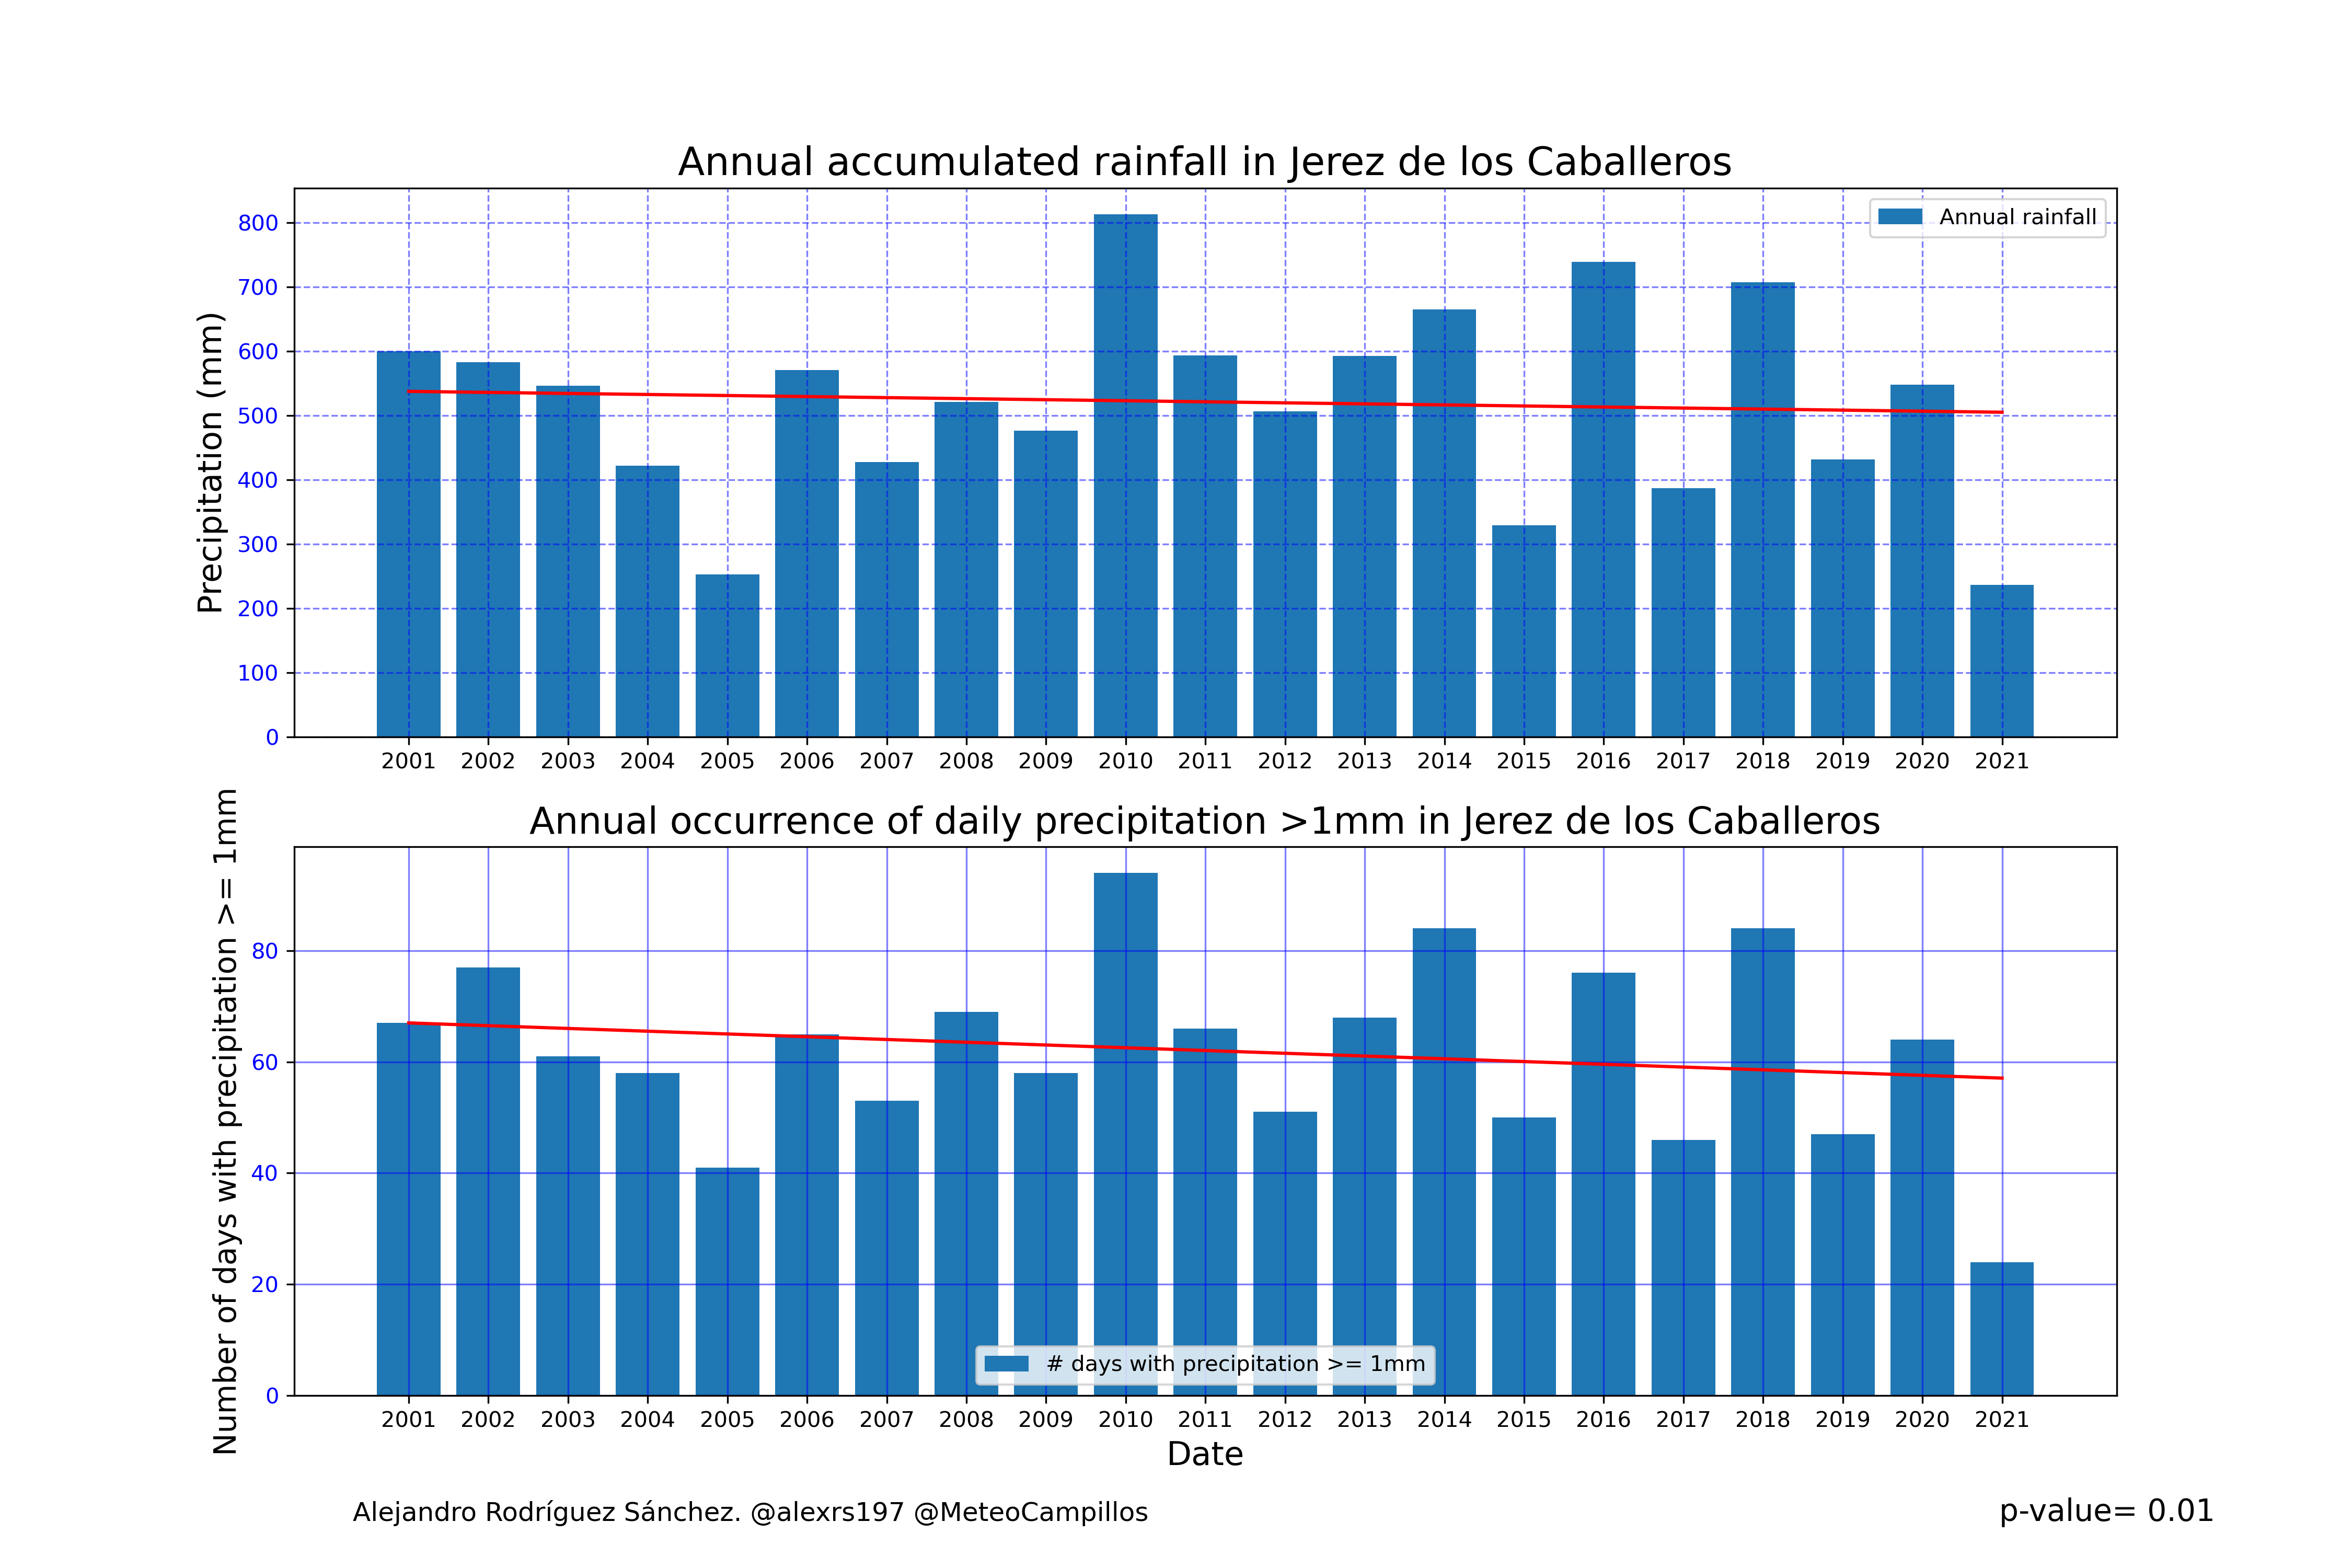 Annual accumulated rainfall in Jerez de los Caballeros
Precipitation (mm)
800
700
600
500
400
300
200
100
0
Annual rainfall
2001 2002 2003 2004 2005 2006 2007 2008 2009 2010 2011 2012 2013 2014 2015 2016 2017 2018 2019 2020 2021
Annual occurrence of daily precipitation >1mm in Jerez de los Caballeros
Number of days with precipitation >= 1mm
80
60
40
20
0
# days with precipitation >= 1mm
2001 2002 2003 2004 2005 2006 2007 2008 2009 2010 2011 2012 2013 2014 2015 2016 2017 2018 2019 2020 2021
Date
Alejandro Rodríguez Sánchez. @alexrs197 @MeteoCampillos
p-value= 0.01